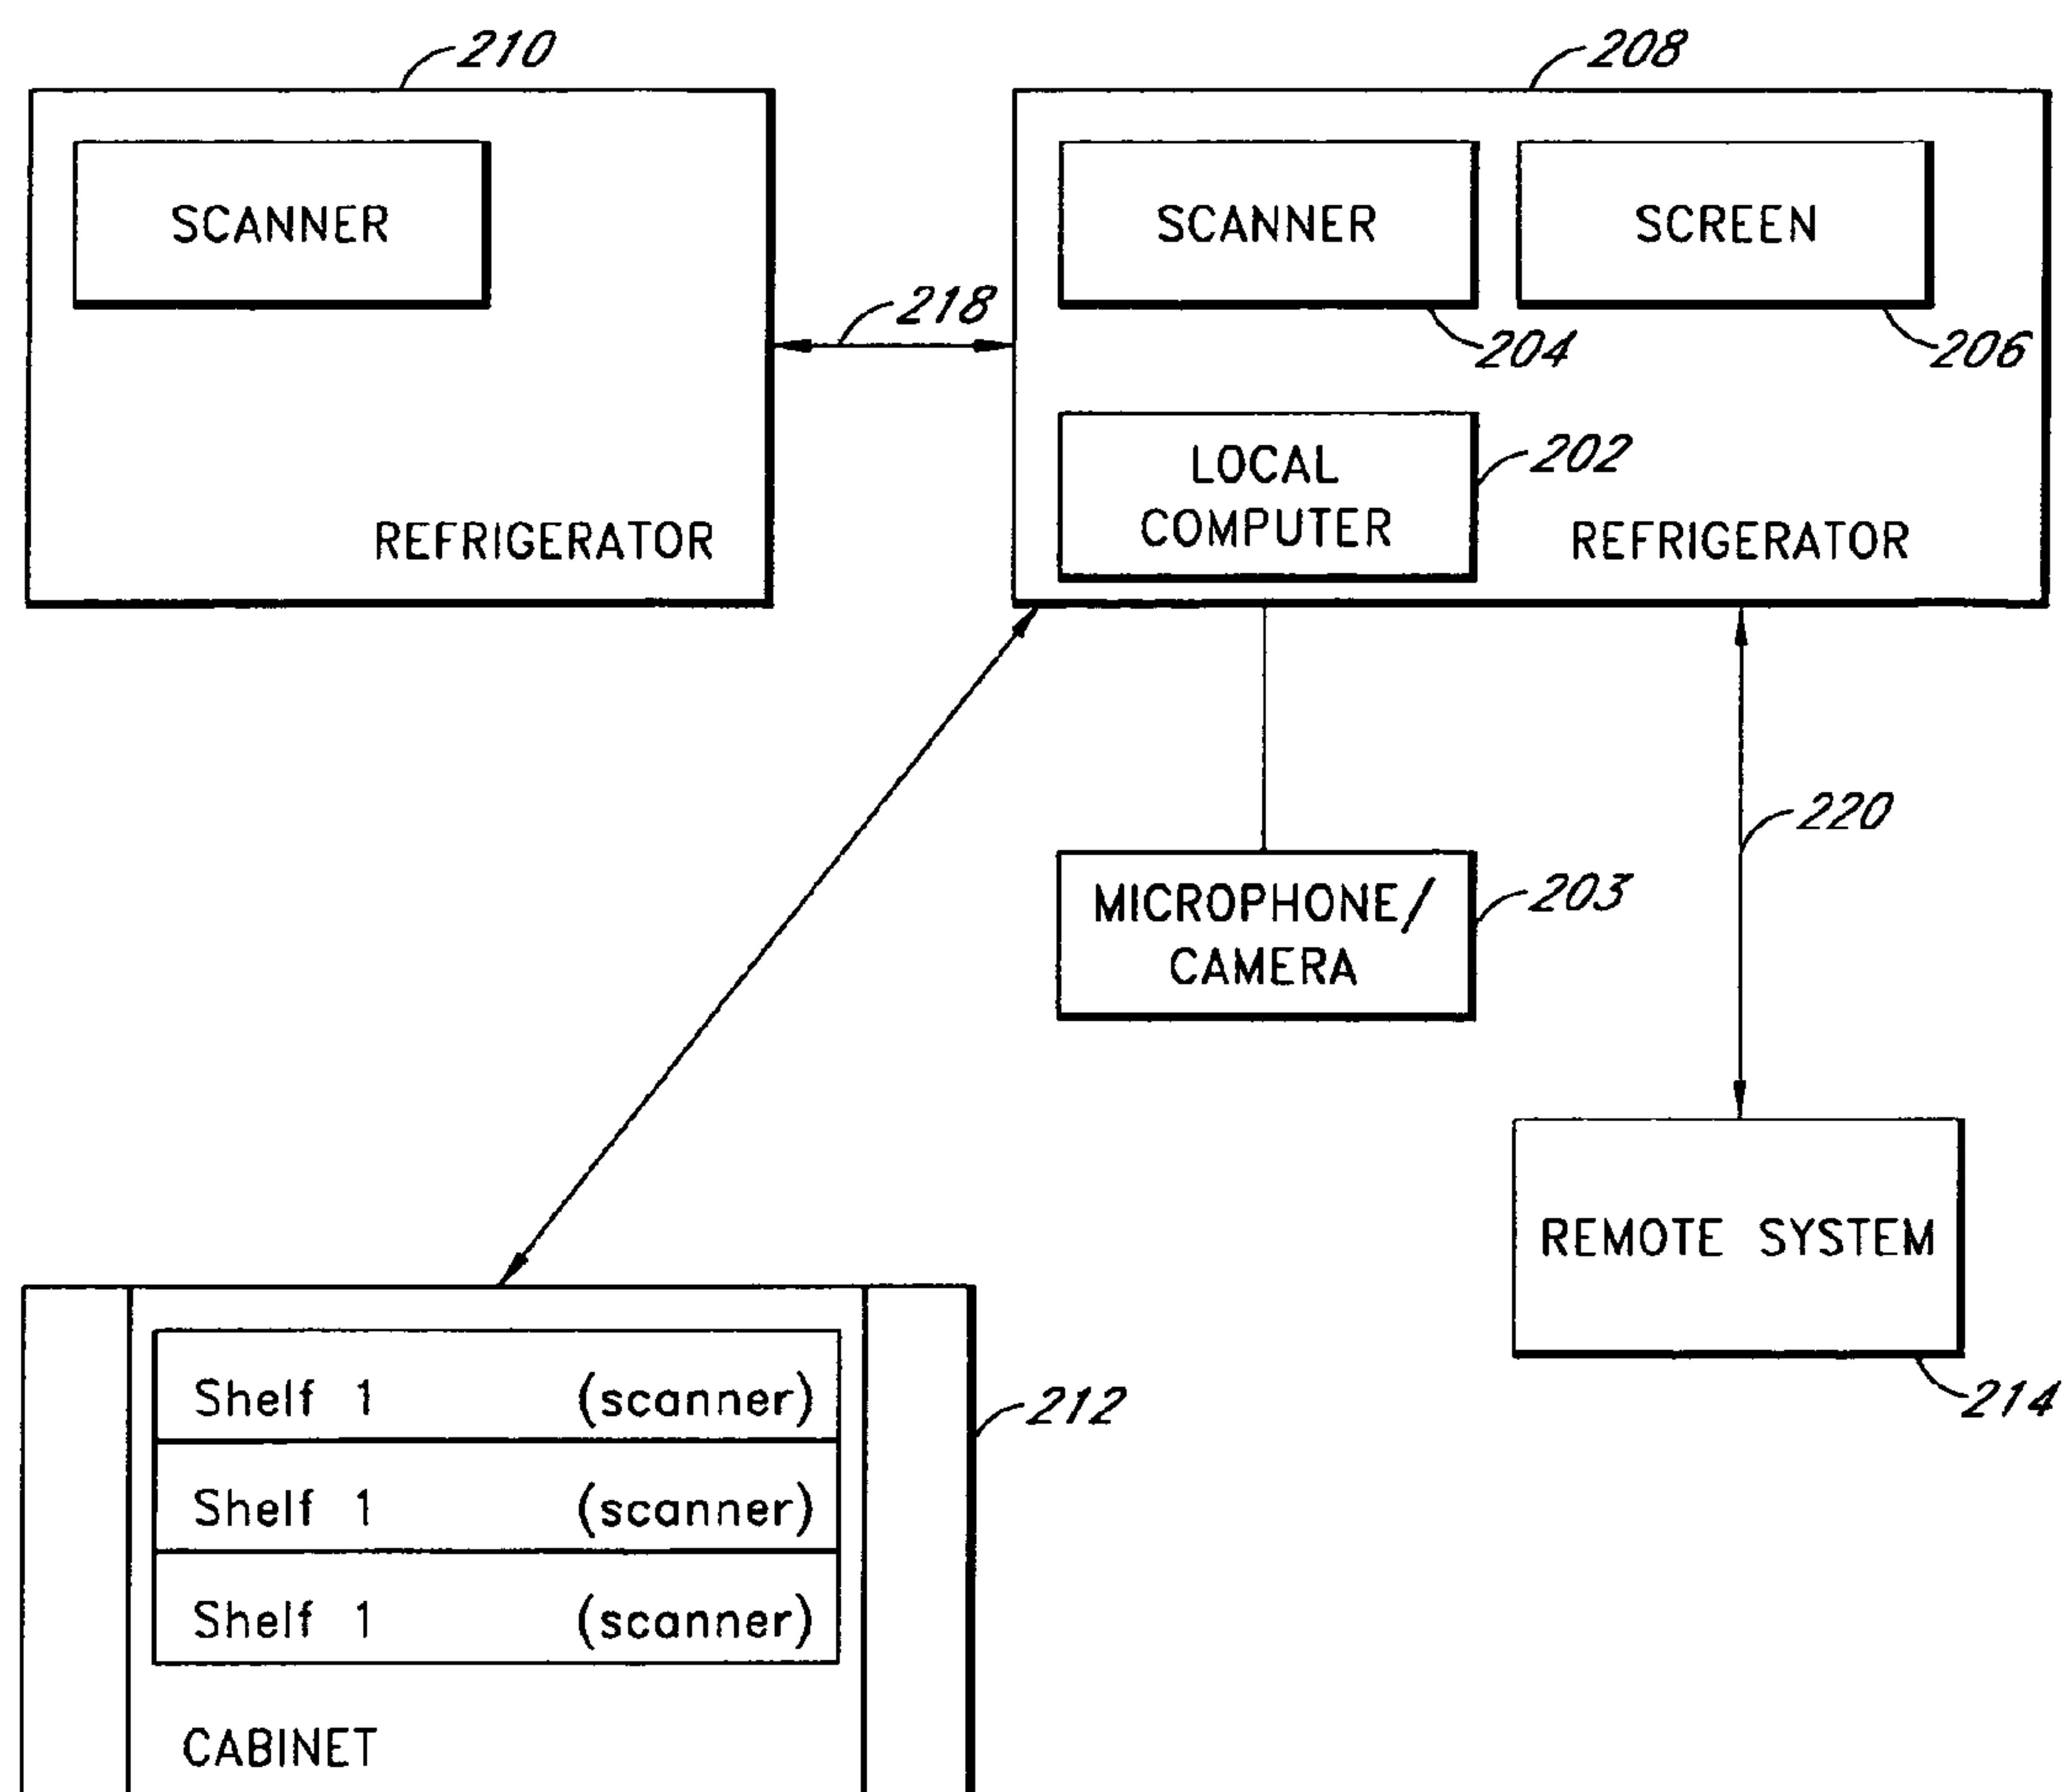 210
208
SCANNER
SCANNER
SCREEN
218
204
206
LOCAL
COMPUTER
202
REFRIGERATOR
REFRIGERATOR
220
MICROPHONE/
CAMERA
203
REMOTE SYSTEM
214
Shelf 1 (scanner)
212
Shelf 1 (scanner)
Shelf 1 (scanner)
CABINET